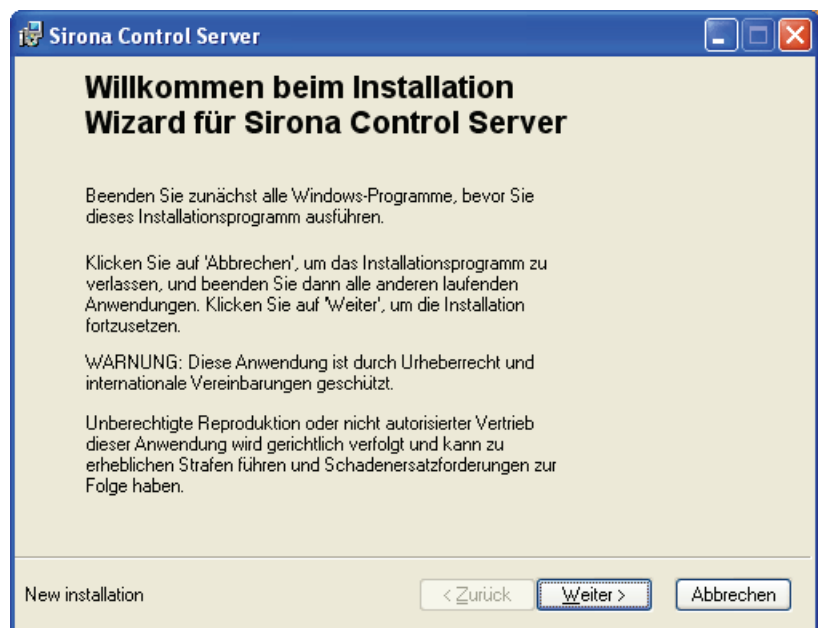 Sirona Control Server
Willkommen beim Installation
Wizard für Sirona Control Server
Beenden Sie zunächst alle Windows-Programme, bevor Sie
dieses Installationsprogramm ausführen.
Klicken Sie auf 'Abbrechen', um das Installationsprogramm zu
verlassen, und beenden Sie dann alle anderen laufenden
Anwendungen. Klicken Sie auf 'Weiter', um die Installation
fortzusetzen.
WARNUNG: Diese Anwendung ist durch Urheberrecht und
internationale Vereinbarungen geschützt.
Unberechtigte Reproduktion oder nicht autorisierter Vertrieb
dieser Anwendung wird gerichtlich verfolgt und kann zu
erheblichen Strafen führen und Schadenersatzforderungen zur
Folge haben.
New installation
< Zurück
Weiter >
Abbrechen